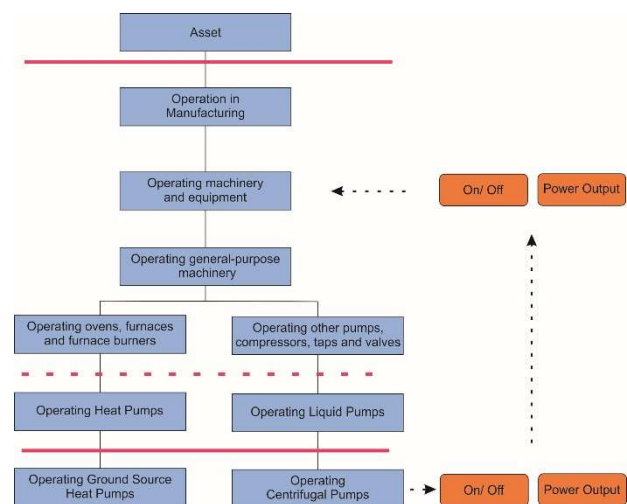 Asset
Operation in
Manufacturing
Operating machinery
and equipment
On/ Off
Power Output
Operating general-purpose
machinery
Operating ovens, furnaces
and furnace burners
Operating other pumps,
compressors, taps and valves
Operating Heat Pumps
Operating Liquid Pumps
Operating Ground Source
Heat Pumps
Operating
Centrifugal Pumps
On/ Off
Power Output